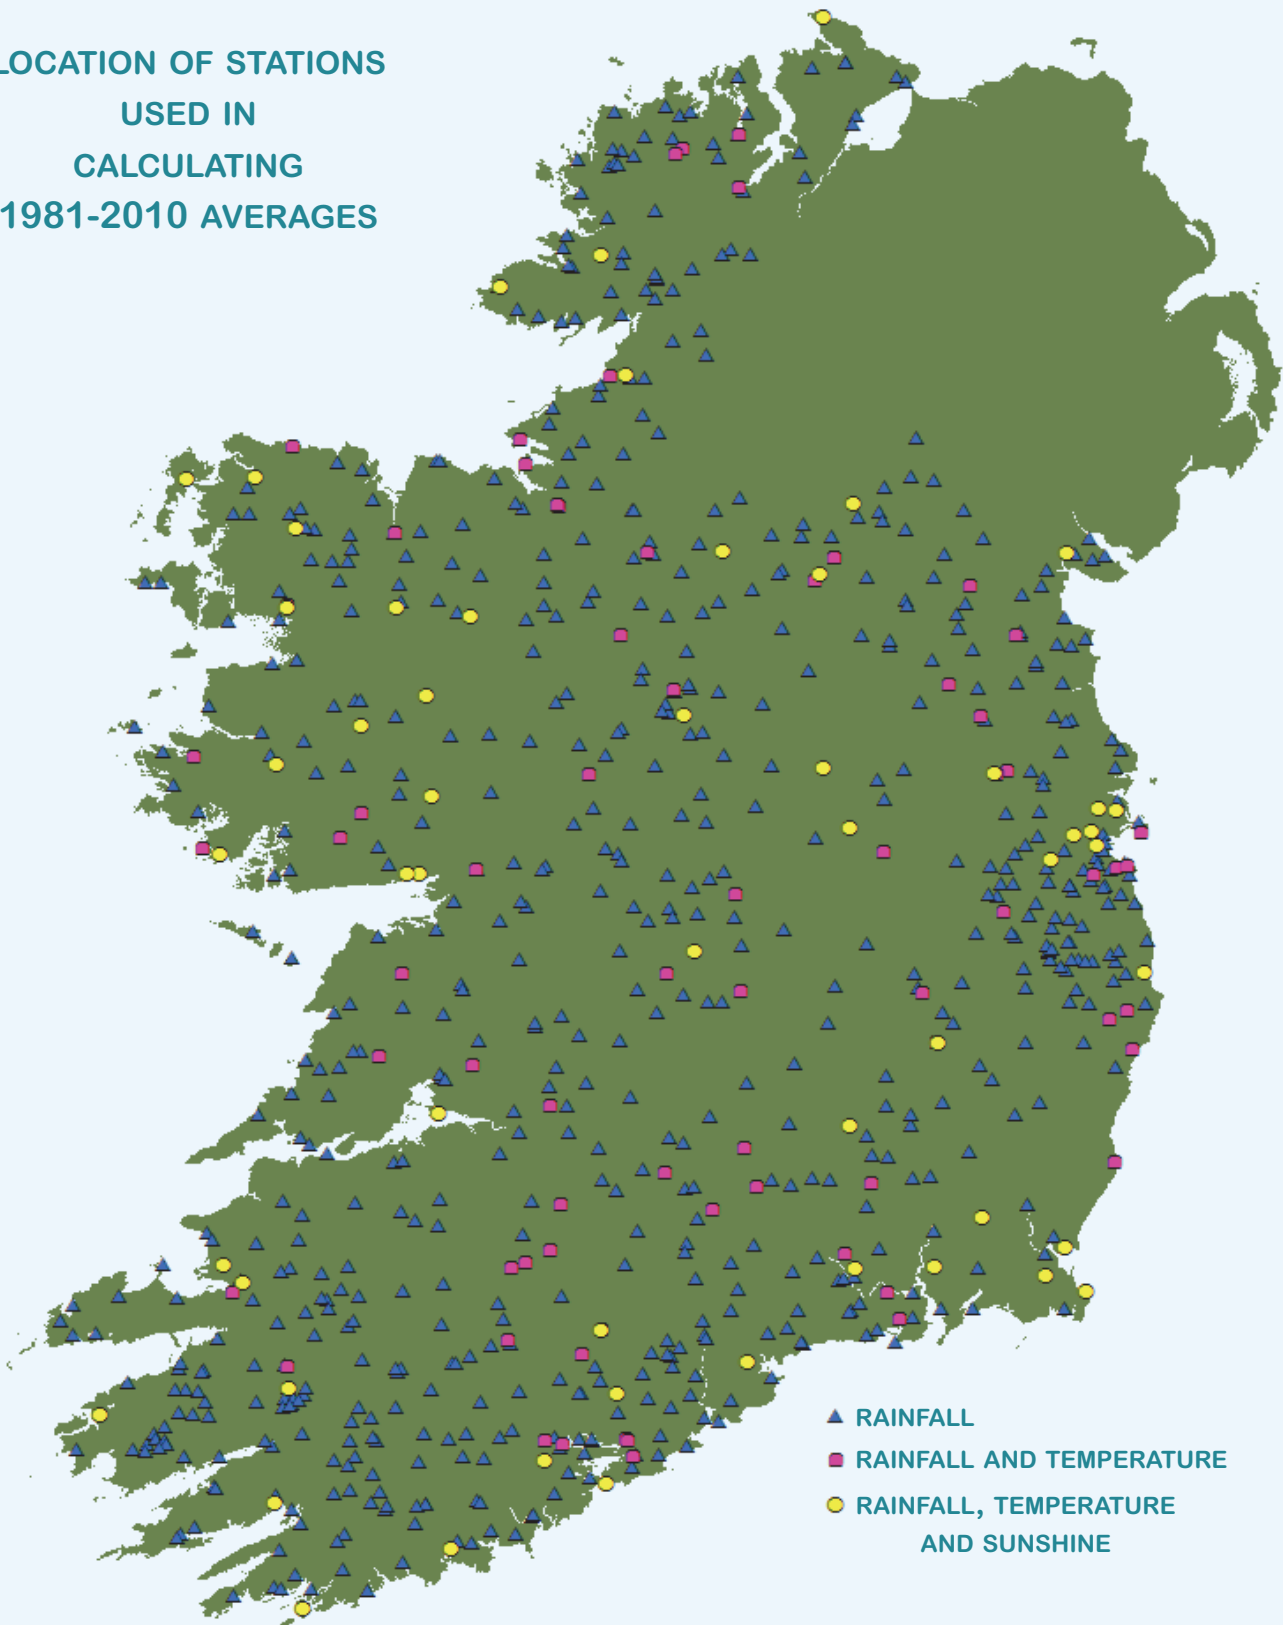 LOCATION OF STATIONS
USED IN
CALCULATING
1981-2010 AVERAGES
RAINFALL
RAINFALL AND TEMPERATURE
RAINFALL, TEMPERATURE
AND SUNSHINE